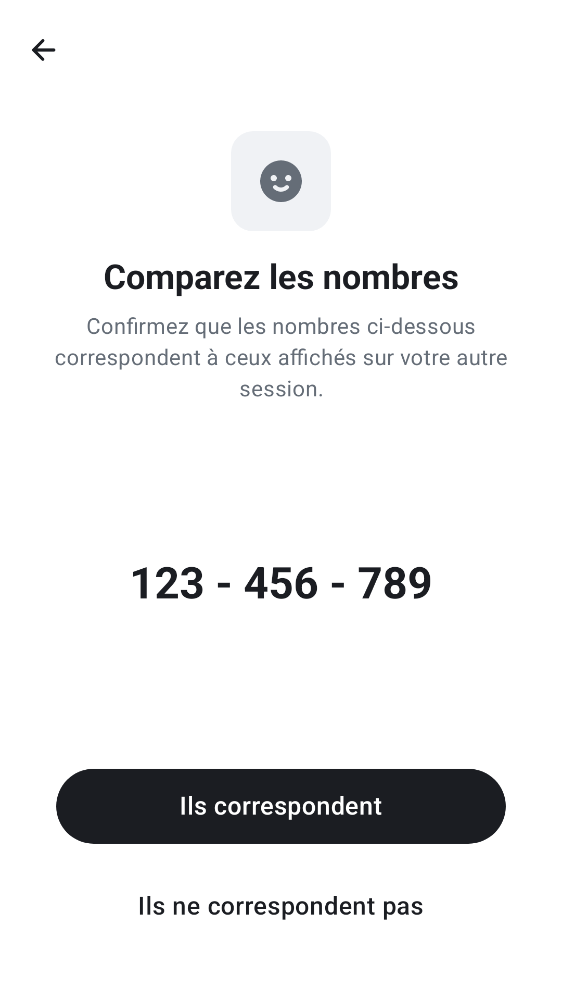 Comparez les nombres
Confirmez que les nombres ci-dessous
correspondent à ceux affichés sur votre autre
session.
123 - 456 - 789
Ils correspondent
Ils ne correspondent pas